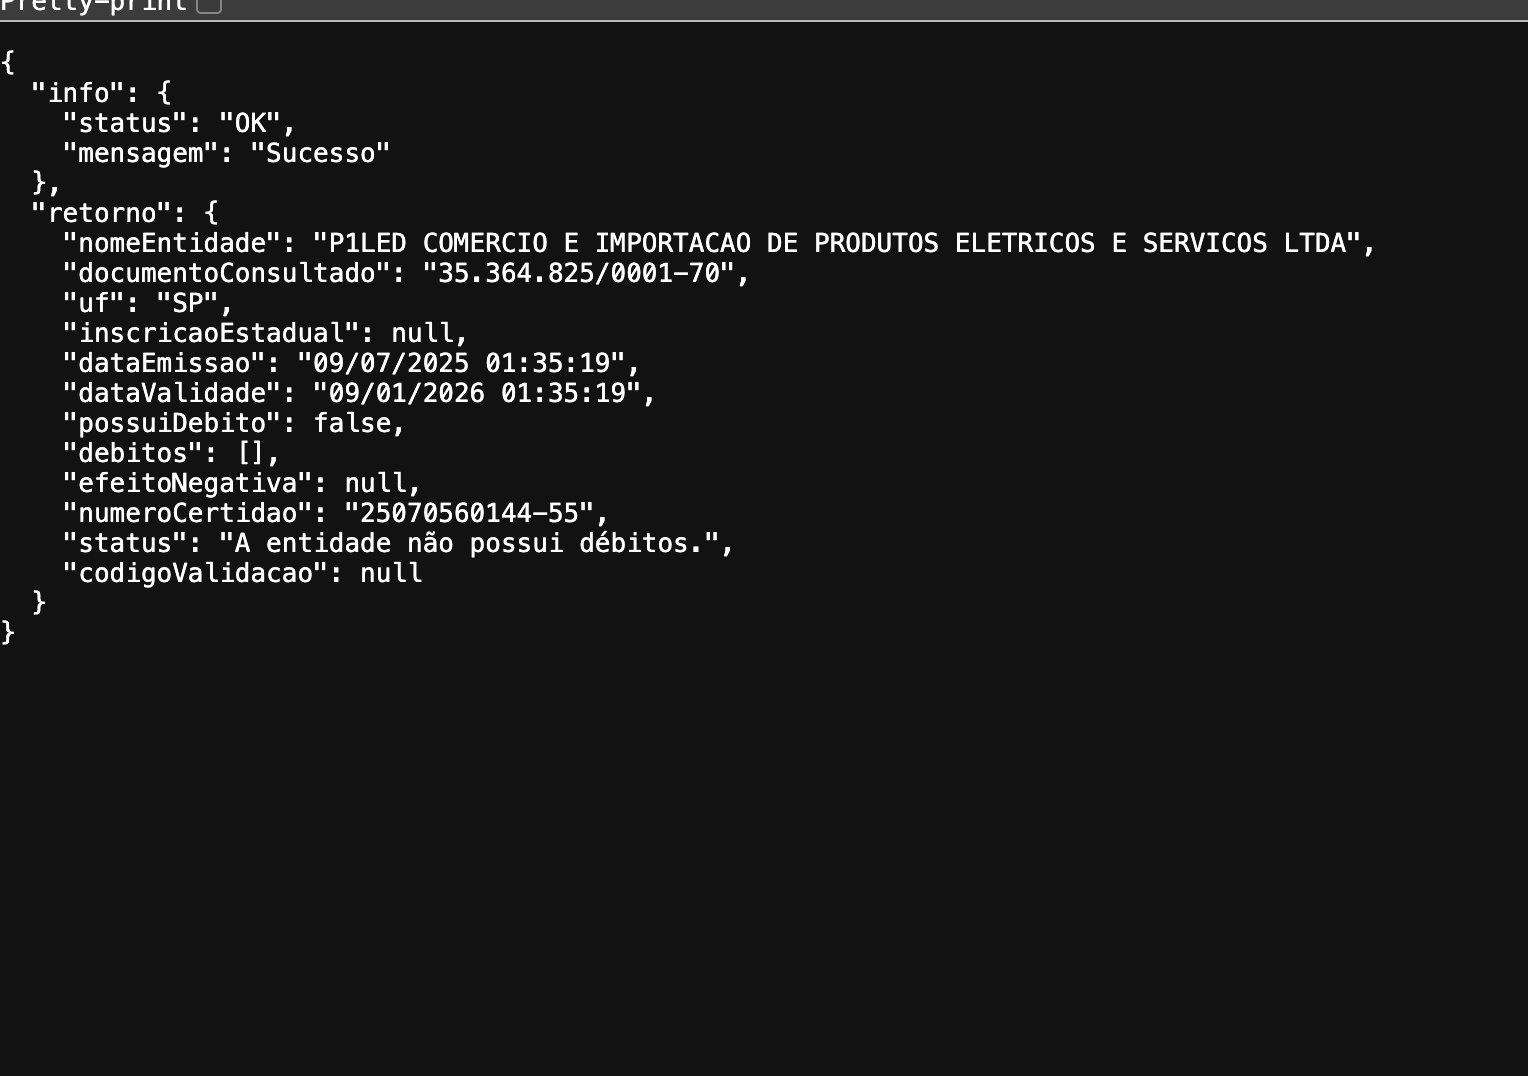 Pretty-print
{
"info": {
"status": "OK",
"mensagem": "Sucesso"
},
"retorno": {
"nomeEntidade": "P1LED COMERCIO E IMPORTACAO DE PRODUTOS ELETRICOS E SERVICOS LTDA",
"documentoConsultado": "35.364.825/0001-70",
"uf": "SP",
"inscricaoEstadual": null,
"dataEmissao": "09/07/2025 01:35:19",
"dataValidade": "09/01/2026 01:35:19",
"possuiDebito": false,
"debitos": [],
"efeitoNegativa": null,
"numeroCertidao": "25070560144-55",
"status": "A entidade não possui débitos.",
"codigoValidacao": null
}
}